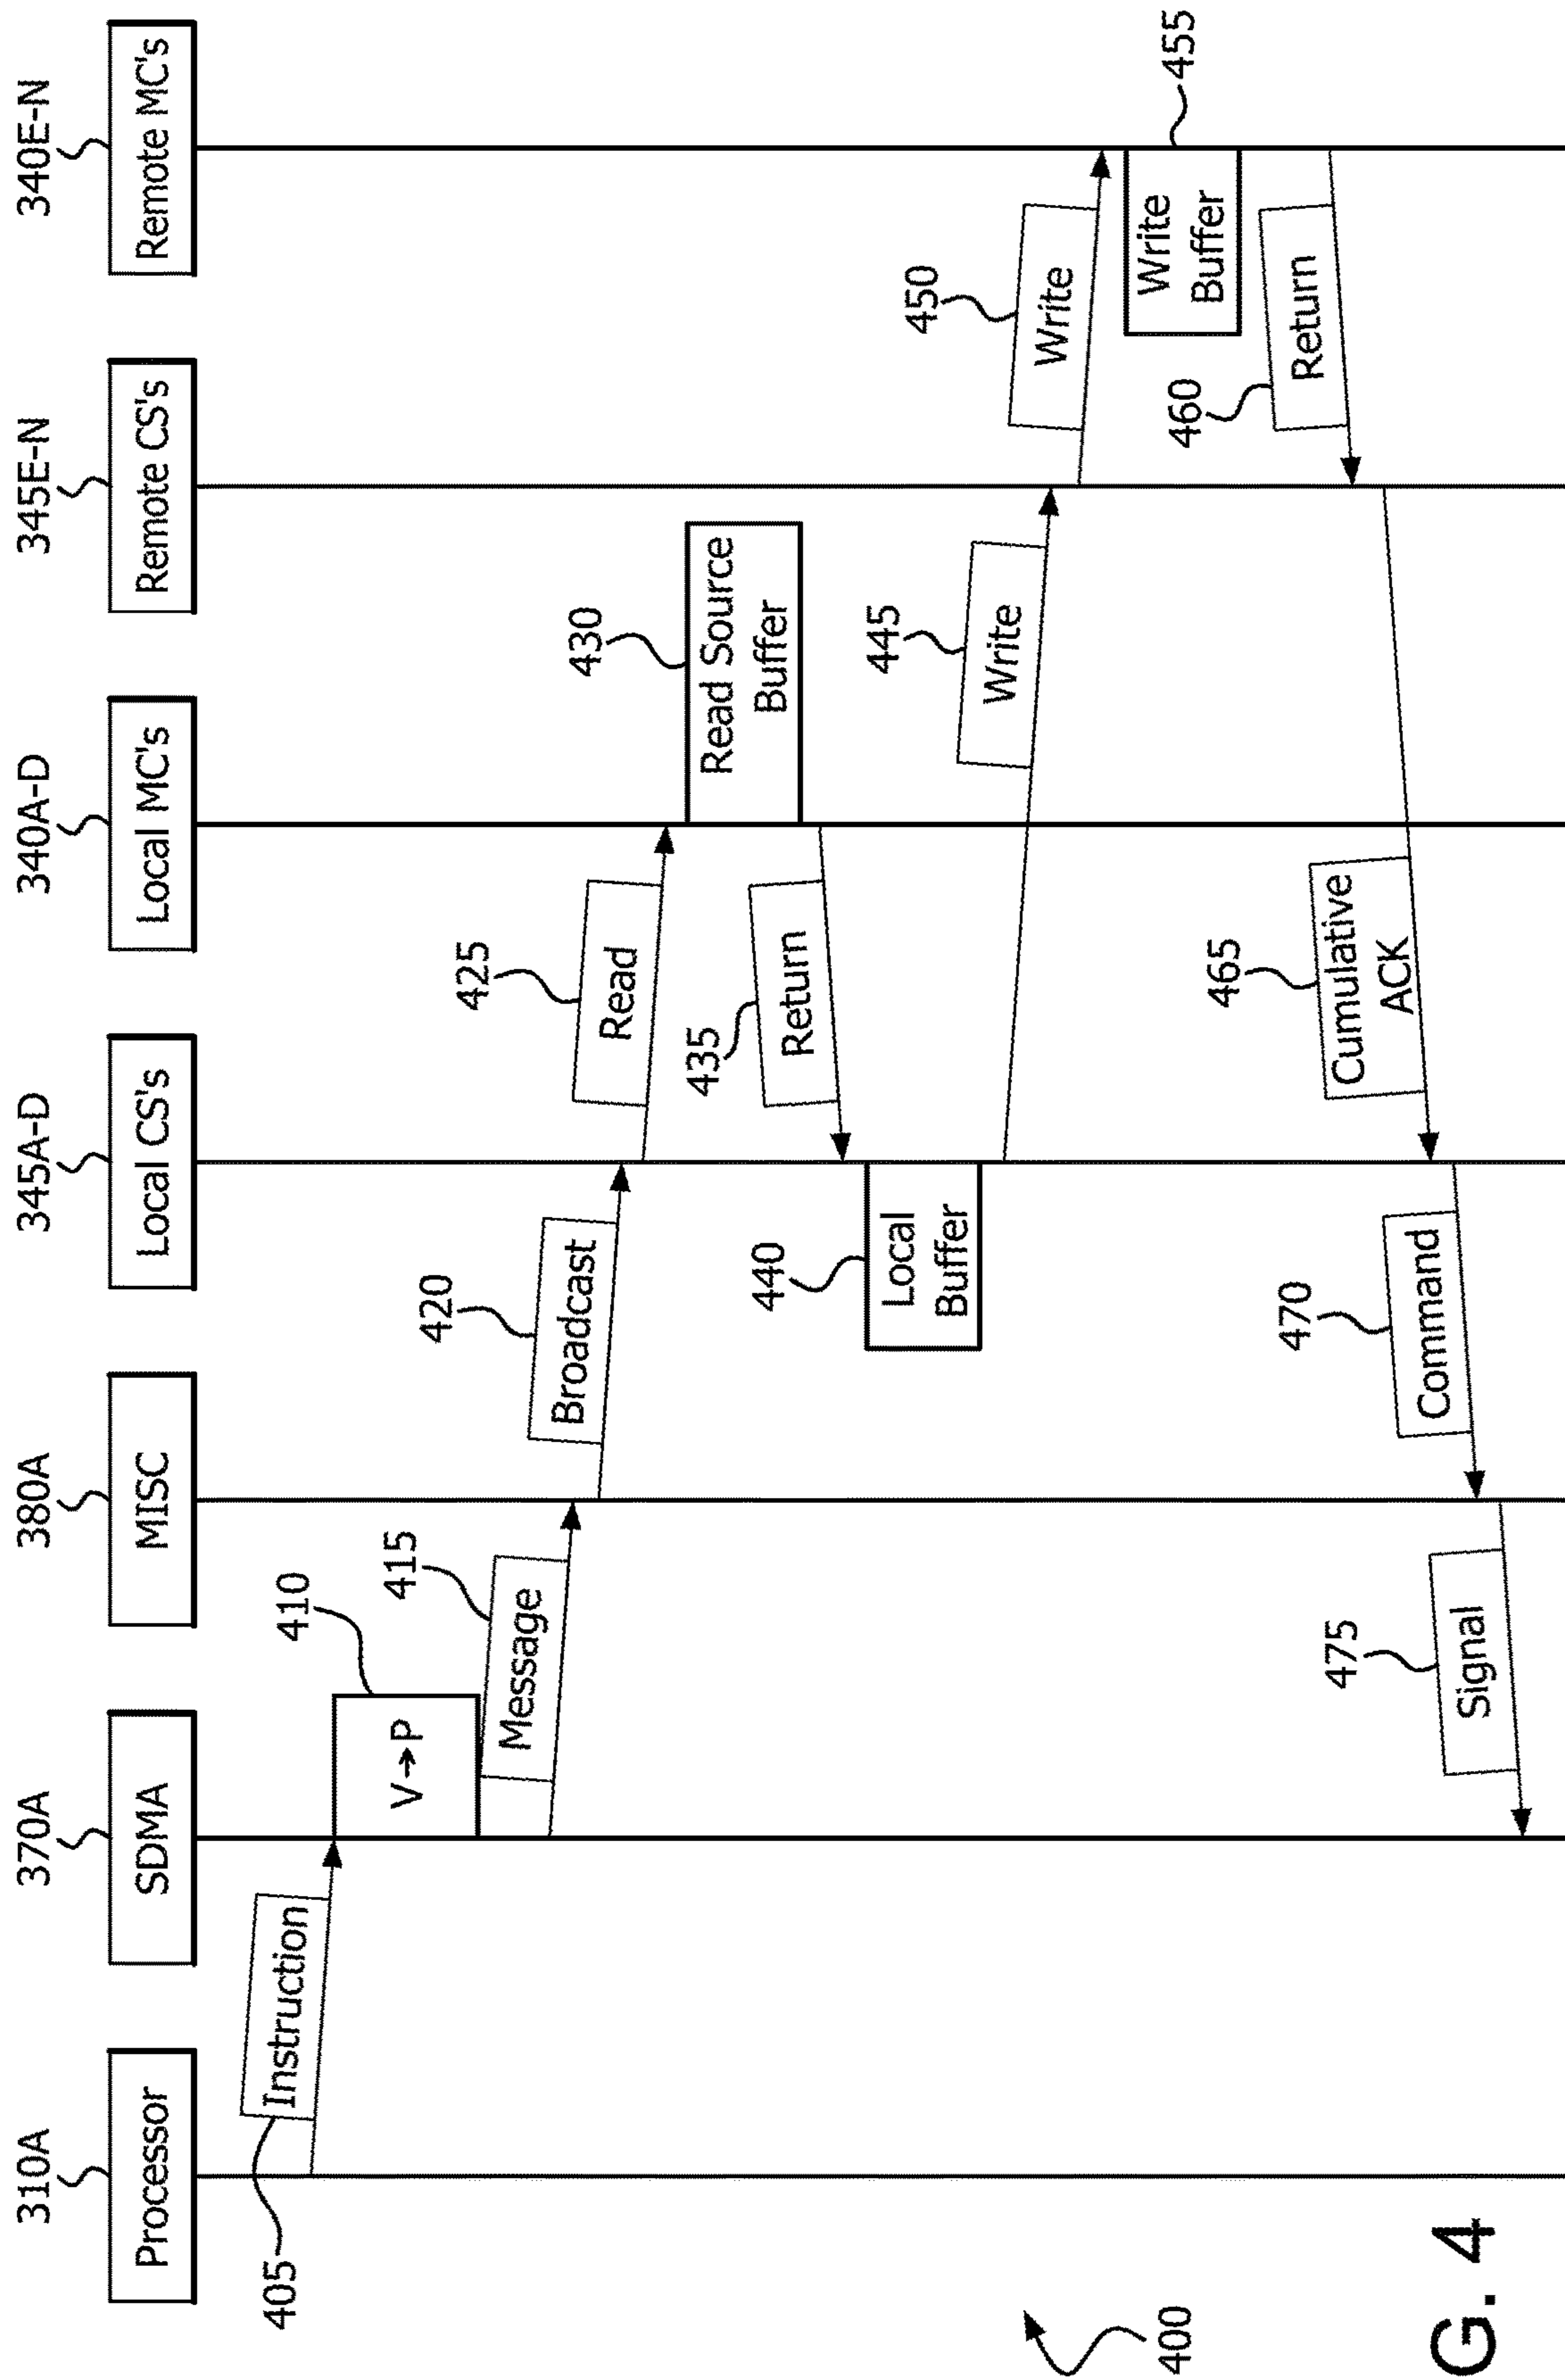 310A
370A
380A
345A-D
340A-D
345E-N
340E-N
Processor
SDMA
MISC
Local CS's
Local MC's
Remote CS's
Remote MC's
405
Instruction
410
V→P
415
Message
420
Broadcast
425
Read
430
Read Source
Buffer
435
Return
440
Local
Buffer
445
Write
450
Write
455
Write
Buffer
460
Return
465
Cumulative
ACK
470
Command
475
Signal
400
G. 4